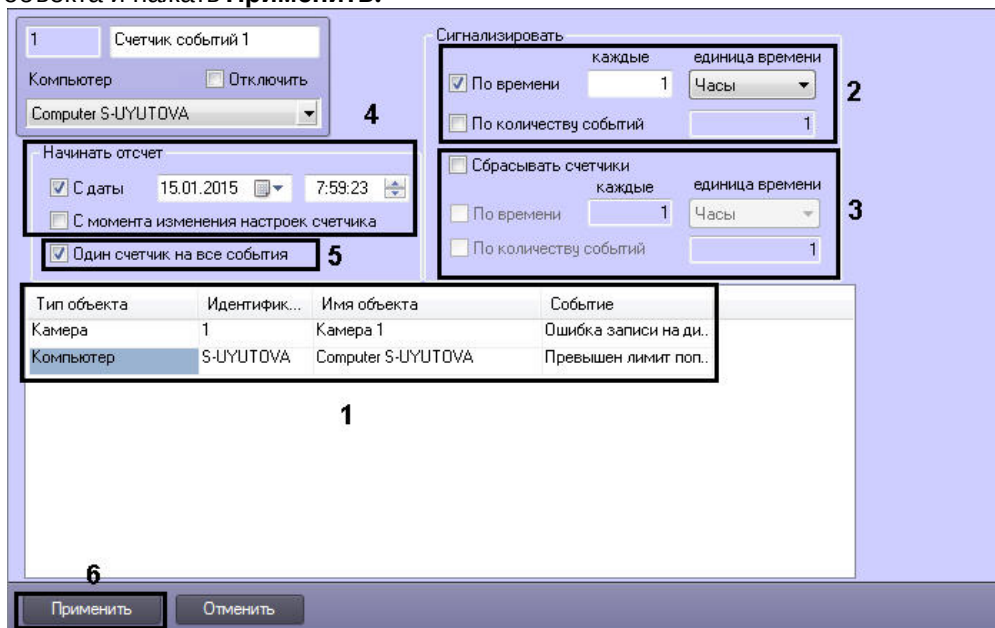 объекта и нажать Применить.
1 Счетчик событий 1
Компьютер Отключить
Computer S-UYUTOVA
4
Сигнализировать
каждые единица времени
По времени 1 Часы
2
По количеству событий 1
Начинать отсчет
С даты 15.01.2015 7:59:23
С момента изменения настроек счетчика
Один счетчик на все события
5
Сбрасывать счетчики
каждые единица времени
По времени 1 Часы
3
По количеству событий 1
Тип объекта Идентифик... Имя объекта Событие
Камера 1 Камера 1 Ошибка записи на ди..
Компьютер S-UYUTOVA Computer S-UYUTOVA Превышен лимит поп..
1
6
Применить Отменить